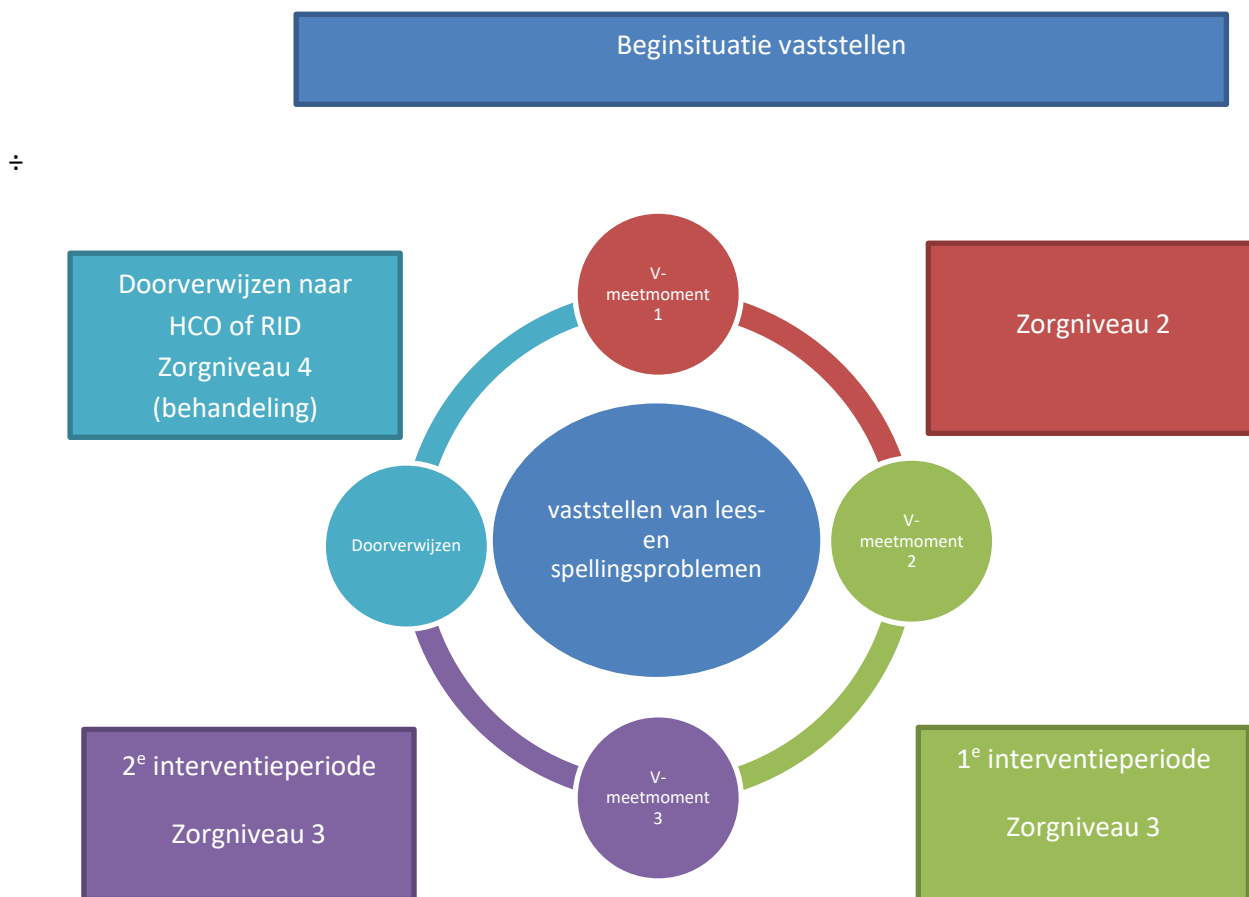 Beginsituatie vaststellen
÷
V-
meetmoment
1
Doorverwijzen naar
HCO of RID
Zorgniveau 4
(behandeling)
Zorgniveau 2
vaststellen van lees-
en
spellingsproblemen
Doorverwijzen
V-
meetmoment
2
2e interventieperiode
Zorgniveau 3
V-
meetmoment
3
1e interventieperiode
Zorgniveau 3